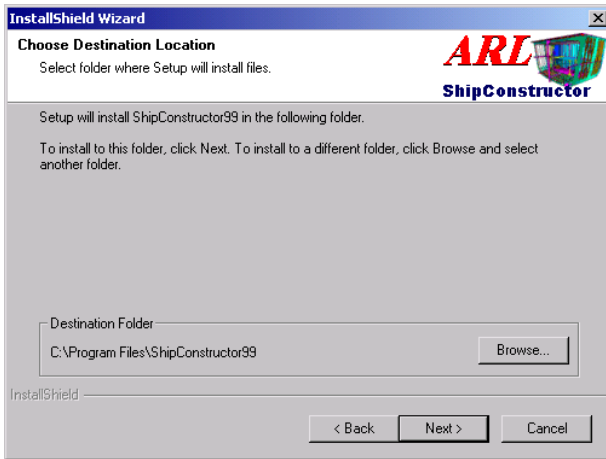 InstallShield Wizard
Choose Destination Location
Select folder where Setup will install files.
ARL
ShipConstructor
Setup will install ShipConstructor99 in the following folder.
To install to this folder, click Next. To install to a different folder, click Browse and select
another folder.
Destination Folder
C:\Program Files\ShipConstructor99
Browse...
InstallShield
< Back
Next >
Cancel